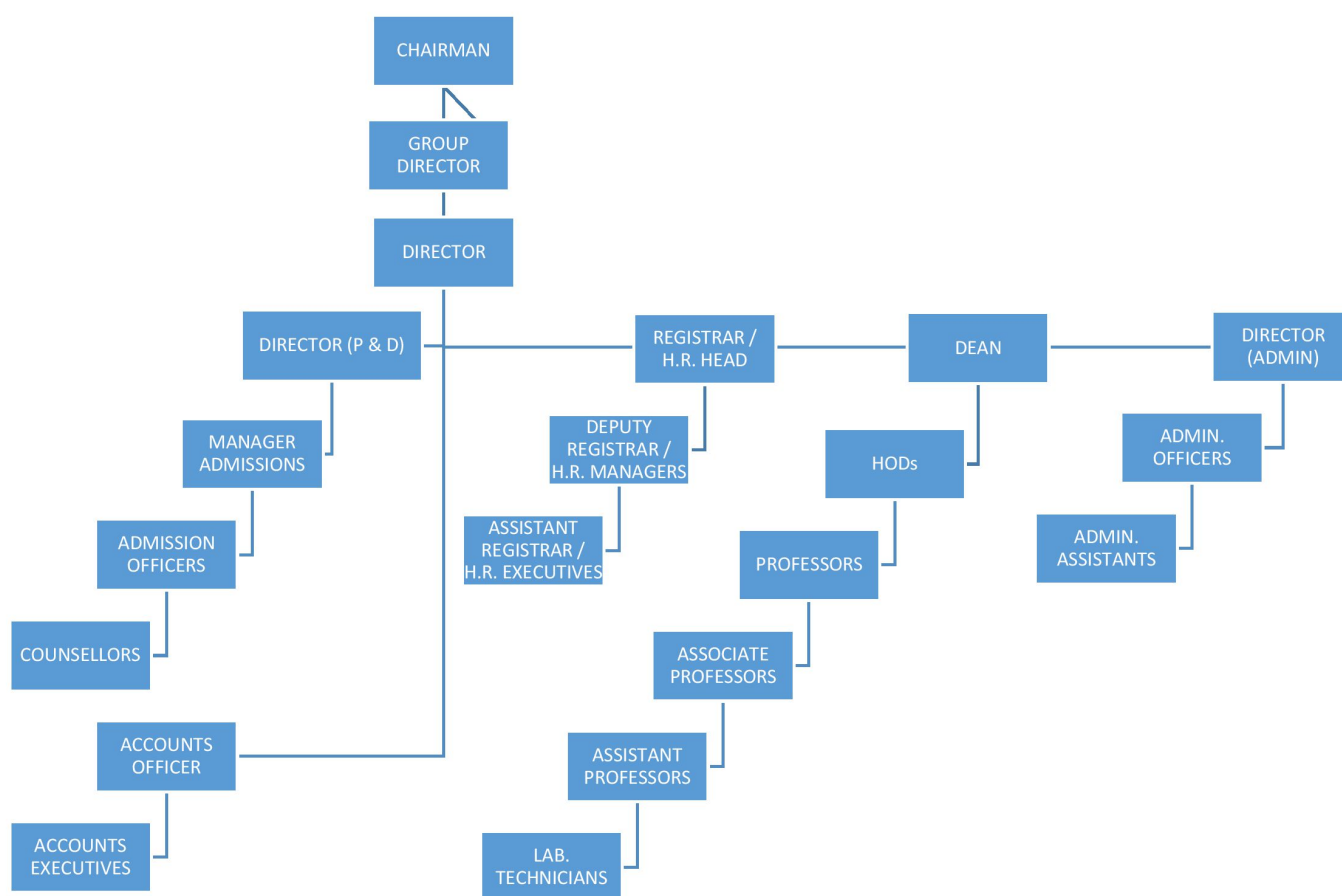 CHAIRMAN
GROUP
DIRECTOR
DIRECTOR
DIRECTOR (P & D)
REGISTRAR /
H.R. HEAD
DEAN
DIRECTOR
(ADMIN)
MANAGER
ADMISSIONS
DEPUTY
REGISTRAR /
H.R. MANAGERS
HODs
ADMIN.
OFFICERS
ADMISSION
OFFICERS
ASSISTANT
REGISTRAR /
H.R. EXECUTIVES
PROFESSORS
ADMIN.
ASSISTANTS
COUNSELLORS
ASSOCIATE
PROFESSORS
ACCOUNTS
OFFICER
ASSISTANT
PROFESSORS
ACCOUNTS
EXECUTIVES
LAB.
TECHNICIANS